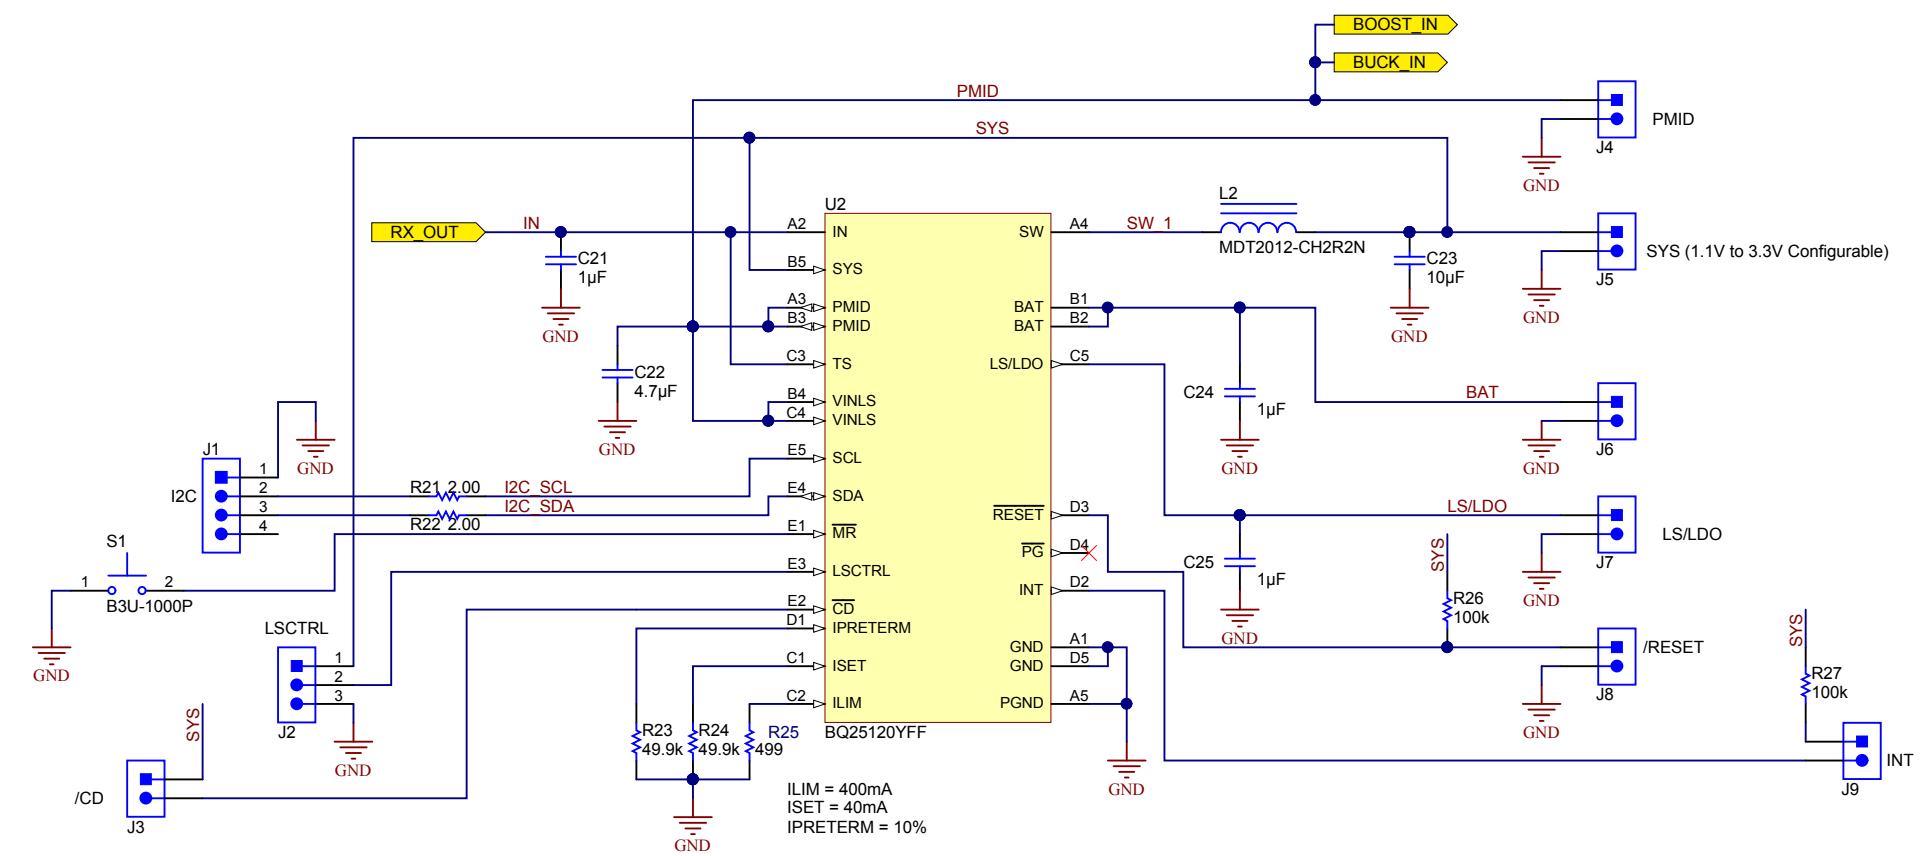 BOOST_IN
BUCK_IN
PMID
PMID
J4
GND
SYS
U2
L2
RX_OUT
IN
A2
IN
SW
A4
SW_1
MDT2012-CH2R2N
C21
1µF
GND
C23
10µF
GND
SYS (1.1V to 3.3V Configurable)
J5
GND
B5
SYS
A3
PMID
B3
PMID
BAT
B1
BAT
B2
C3
TS
LS/LDO
C5
C22
4.7µF
GND
B4
VINLS
C4
VINLS
C24
1µF
GND
BAT
J6
GND
J1
I2C
1
2
3
4
GND
R21 2.00
I2C_SCL
I2C_SDA
R22 2.00
E5
SCL
E4
SDA
E1
MR
RESET
D3
PG
D4
INT
D2
LS/LDO
LS/LDO
J7
GND
C25
1µF
GND
S1
1
2
B3U-1000P
GND
E3
LSCTRL
E2
CD
D1
IPRETERM
SYS
R26
100k
LSCTRL
1
2
3
J2
GND
C1
ISET
C2
ILIM
GND
A1
GND
D5
PGND
A5
/RESET
J8
GND
SYS
R27
100k
R23
49.9k
R24
49.9k
R25
499
BQ25120YFF
GND
SYS
/CD
J3
GND
INT
J9
ILIM = 400mA
ISET = 40mA
IPRETERM = 10%